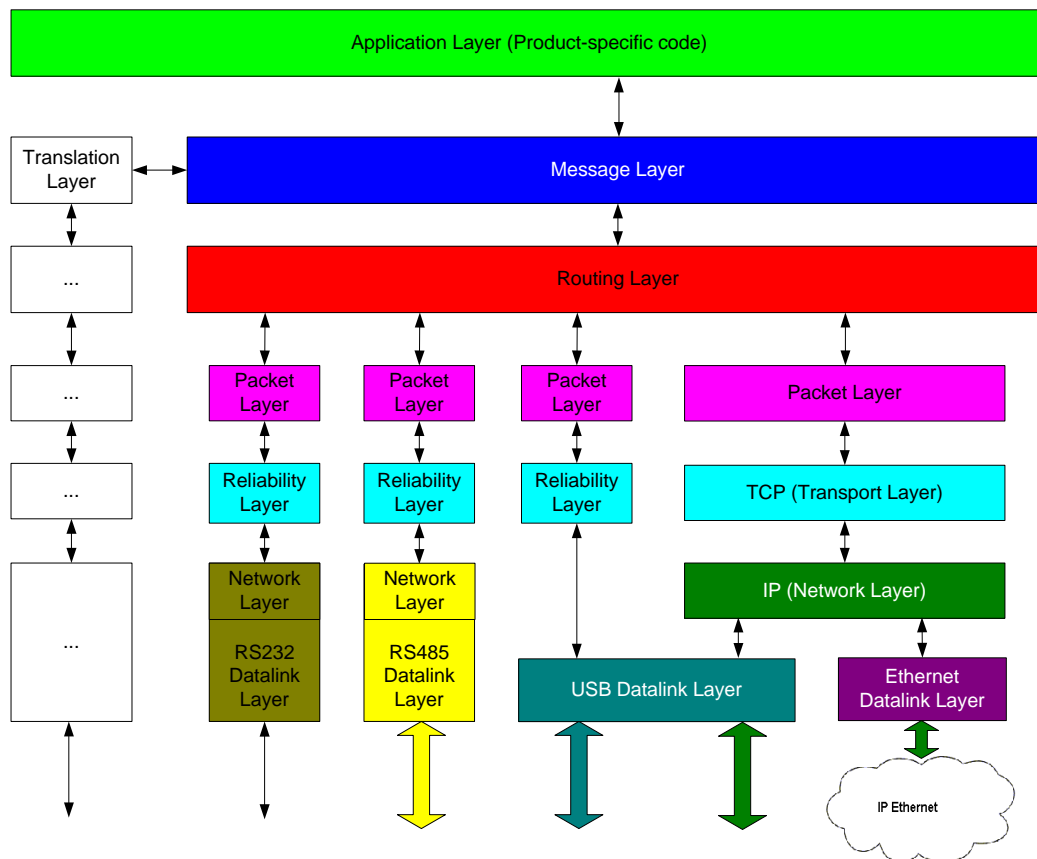 Application Layer (Product-specific code)
Translation
Layer
Message Layer
...
Routing Layer
...
Packet
Layer
Packet
Layer
Packet
Layer
Packet Layer
...
Reliability
Layer
Reliability
Layer
Reliability
Layer
TCP (Transport Layer)
...
Network
Layer
RS232
Datalink
Layer
Network
Layer
RS485
Datalink
Layer
IP (Network Layer)
USB Datalink Layer
Ethernet
Datalink Layer
IP Ethernet